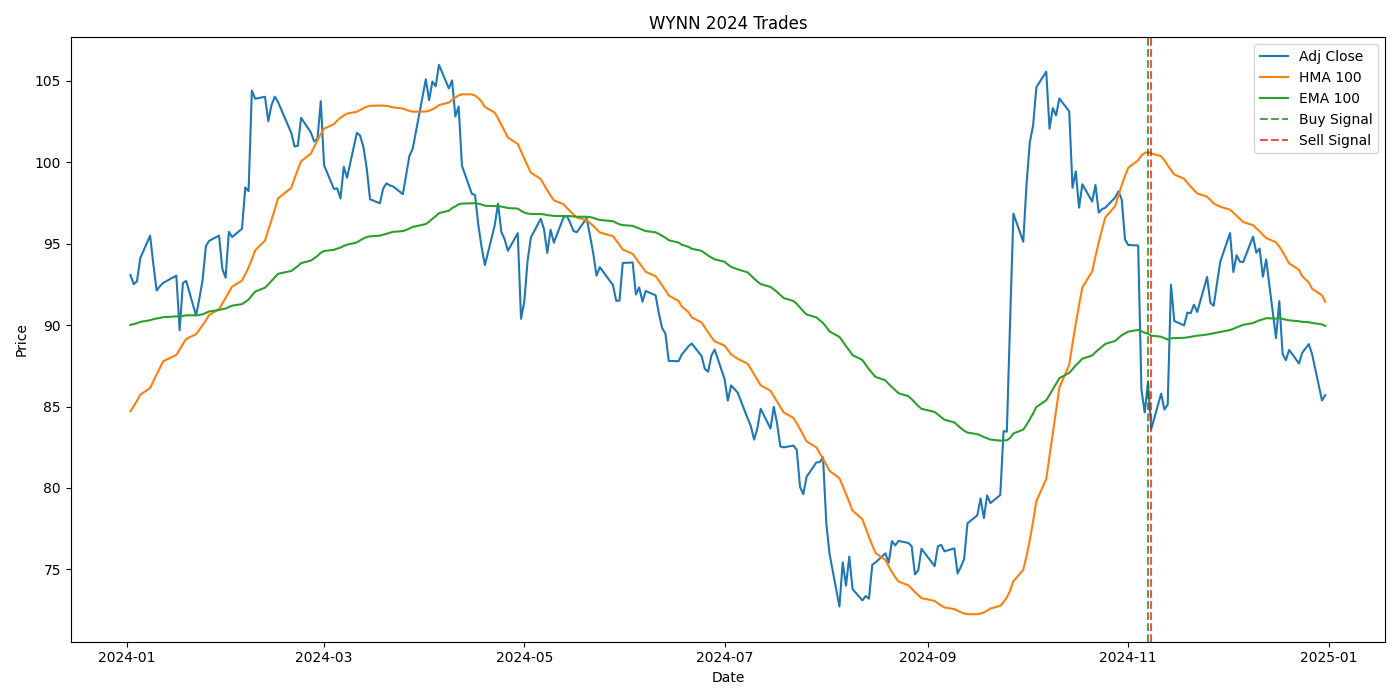 WYNN 2024 Trades
Adj Close
HMA 100
EMA 100
Buy Signal
Sell Signal
Price
105
100
95
90
85
80
75
2024-01
2024-03
2024-05
2024-07
2024-09
2024-11
2025-01
Date